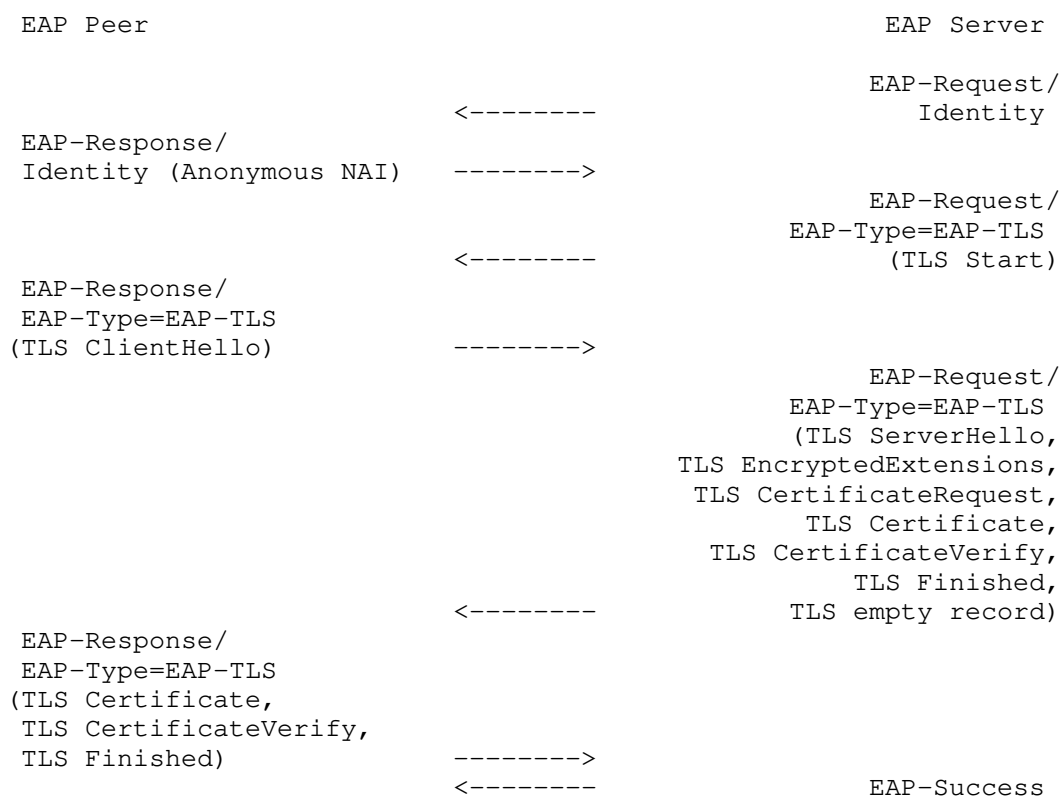 EAP Peer                                      EAP Server

                                            EAP-Request/
                         <--------             Identity
EAP-Response/
Identity (Anonymous NAI) -------->
                                            EAP-Request/
                                       EAP-Type=EAP-TLS
                         <--------           (TLS Start)
EAP-Response/
EAP-Type=EAP-TLS
(TLS ClientHello)        -------->
                                            EAP-Request/
                                       EAP-Type=EAP-TLS
                                       (TLS ServerHello,
                                TLS EncryptedExtensions,
                                 TLS CertificateRequest,
                                        TLS Certificate,
                                  TLS CertificateVerify,
                                           TLS Finished,
                         <--------     TLS empty record)
EAP-Response/
EAP-Type=EAP-TLS
(TLS Certificate,
TLS CertificateVerify,
TLS Finished)            -------->
                         <--------          EAP-Success